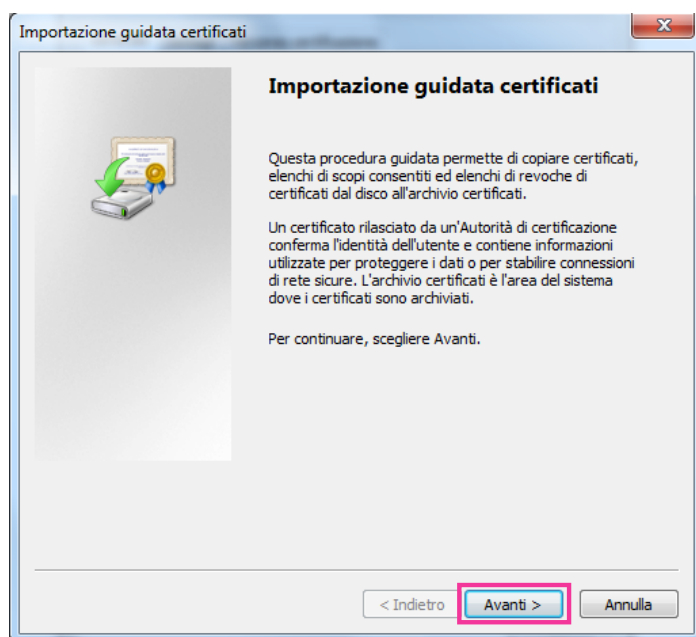 Importazione guidata certificati
Importazione guidata certificati
Questa procedura guidata permette di copiare certificati,
elenchi di scopi consentiti ed elenchi di revoche di
certificati dal disco all'archivio certificati.
Un certificato rilasciato da un'Autorità di certificazione
conferma l'identità dell'utente e contiene informazioni
utilizzate per proteggere i dati o per stabilire connessioni
di rete sicure. L'archivio certificati è l'area del sistema
dove i certificati sono archiviati.
Per continuare, scegliere Avanti.
< Indietro Avanti > Annulla